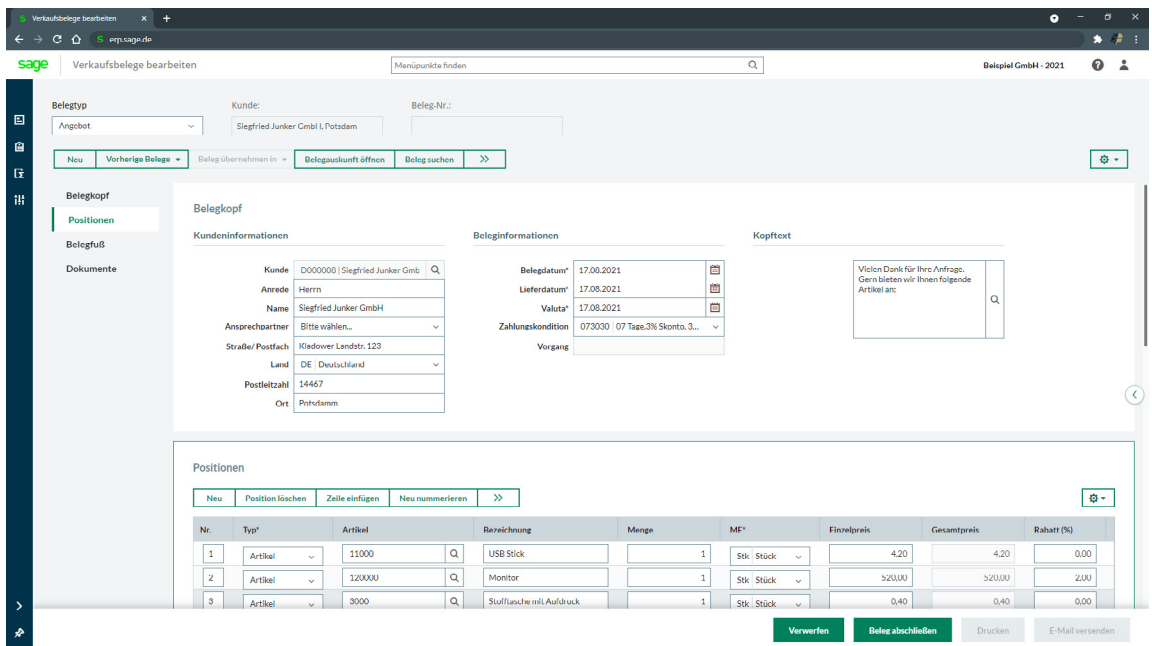 S Verkaufsbelege bearbeiten × +
S erp.sage.de
sage Verkaufsbelege bearbeiten Menüpunkte finden Beispiel GmbH - 2021
Belegtyp Kunde: Beleg-Nr.:
Angebot Siegfried Junker GmbH, Potsdam
Neu Vorherige Belege Beleg übernehmen in Belegauskunft öffnen Beleg suchen
Belegkopf
Positionen
Belegfuß
Dokumente
Belegkopf
Kundeninformationen Beleginformationen Kopftext
Kunde D000000 | Siegfried Junker Gmb
Anrede Herrn
Name Siegfried Junker GmbH
Ansprechpartner Bitte wählen...
Straße/ Postfach Kladower Landstr. 123
Land DE Deutschland
Postleitzahl 14467
Ort Potsdamm
Belegdatum* 17.08.2021
Lieferdatum* 17.08.2021
Valuta* 17.08.2021
Zahlungskondition 073030 07 Tage,3% Skonto, 3...
Vorgang
Vielen Dank für Ihre Anfrage.
Gern bieten wir Ihnen folgende
Artikel an:
Positionen
Neu Position löschen Zeile einfügen Neu nummerieren
Nr. Typ* Artikel Bezeichnung Menge ME* Einzelpreis Gesamtpreis Rabatt (%)
1 Artikel 11000 USB Stick 1 Stk Stück 4,20 4,20 0,00
2 Artikel 120000 Monitor 1 Stk Stück 520,00 520,00 2,00
3 Artikel 3000 Stofftasche mit Aufdruck 1 Stk Stück 0,40 0,40 0,00
Verwerfen Beleg abschließen Drucken E-Mail versenden